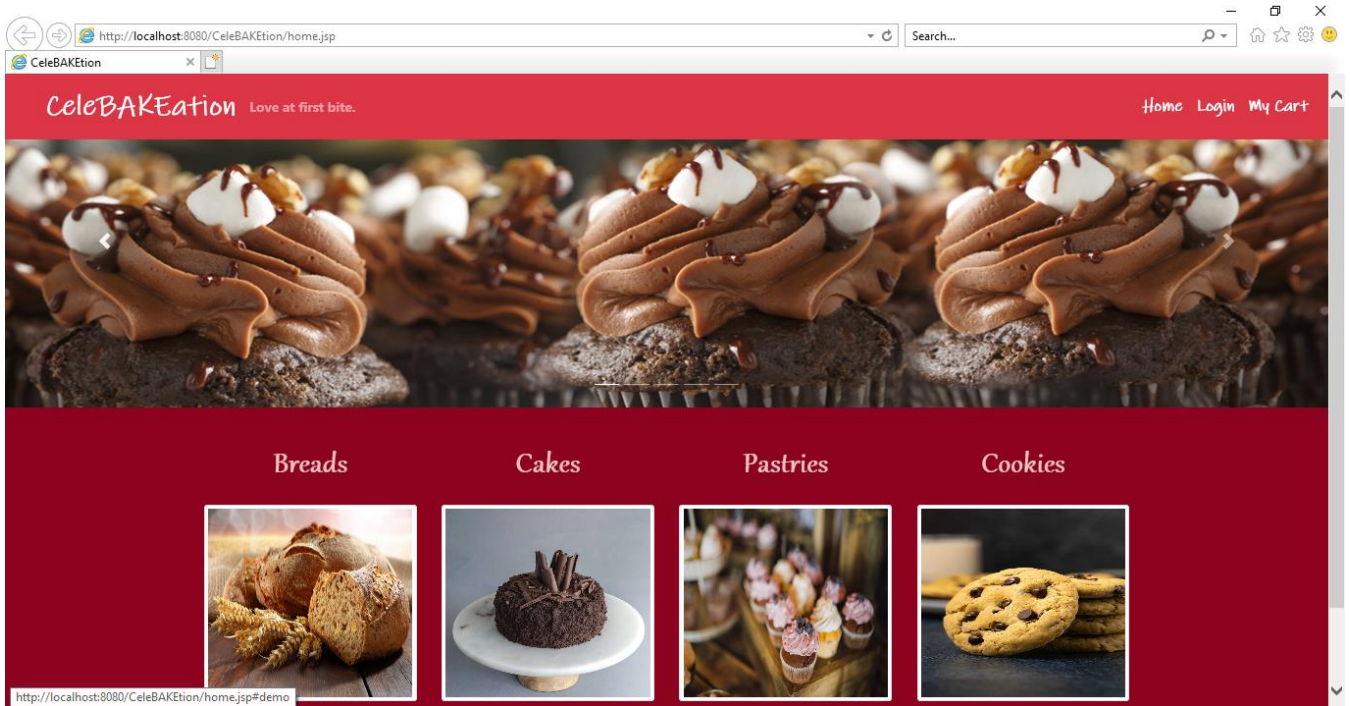 http://localhost:8080/CeleBAKEtion/home.jsp
Search...
CeleBAKEtion
CeleBAKEation Love at first bite.
Home Login My Cart
Breads Cakes Pastries Cookies
http://localhost:8080/CeleBAKEtion/home.jsp#demo